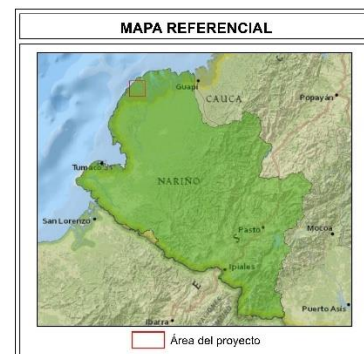 MAPA REFERENCIAL
Guapi
CAUCA
Popayán
Tumaco
NARIÑO
San Lorenzo
Pasto
Mocoa
Ipiales
Puerto Asís
Ibarra
Área del proyecto